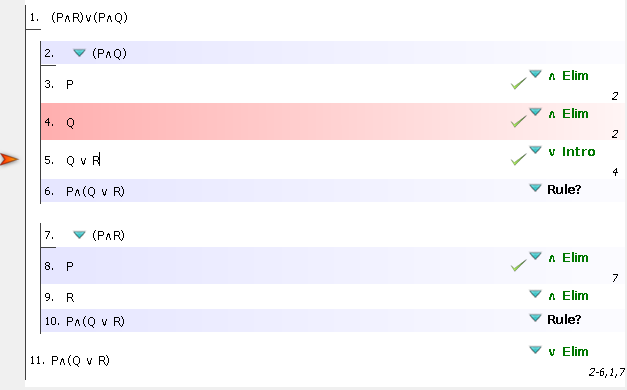 1. (P∧R)∨(P∧Q)
2. (P∧Q)
3. P ∧ Elim
2
4. Q ∧ Elim
2
5. Q ∨ R ∨ Intro
4
6. P∧(Q ∨ R) Rule?
7. (P∧R)
8. P ∧ Elim
7
9. R ∧ Elim
10. P∧(Q ∨ R) Rule?
11. P∧(Q ∨ R) ∨ Elim
2-6,1,7